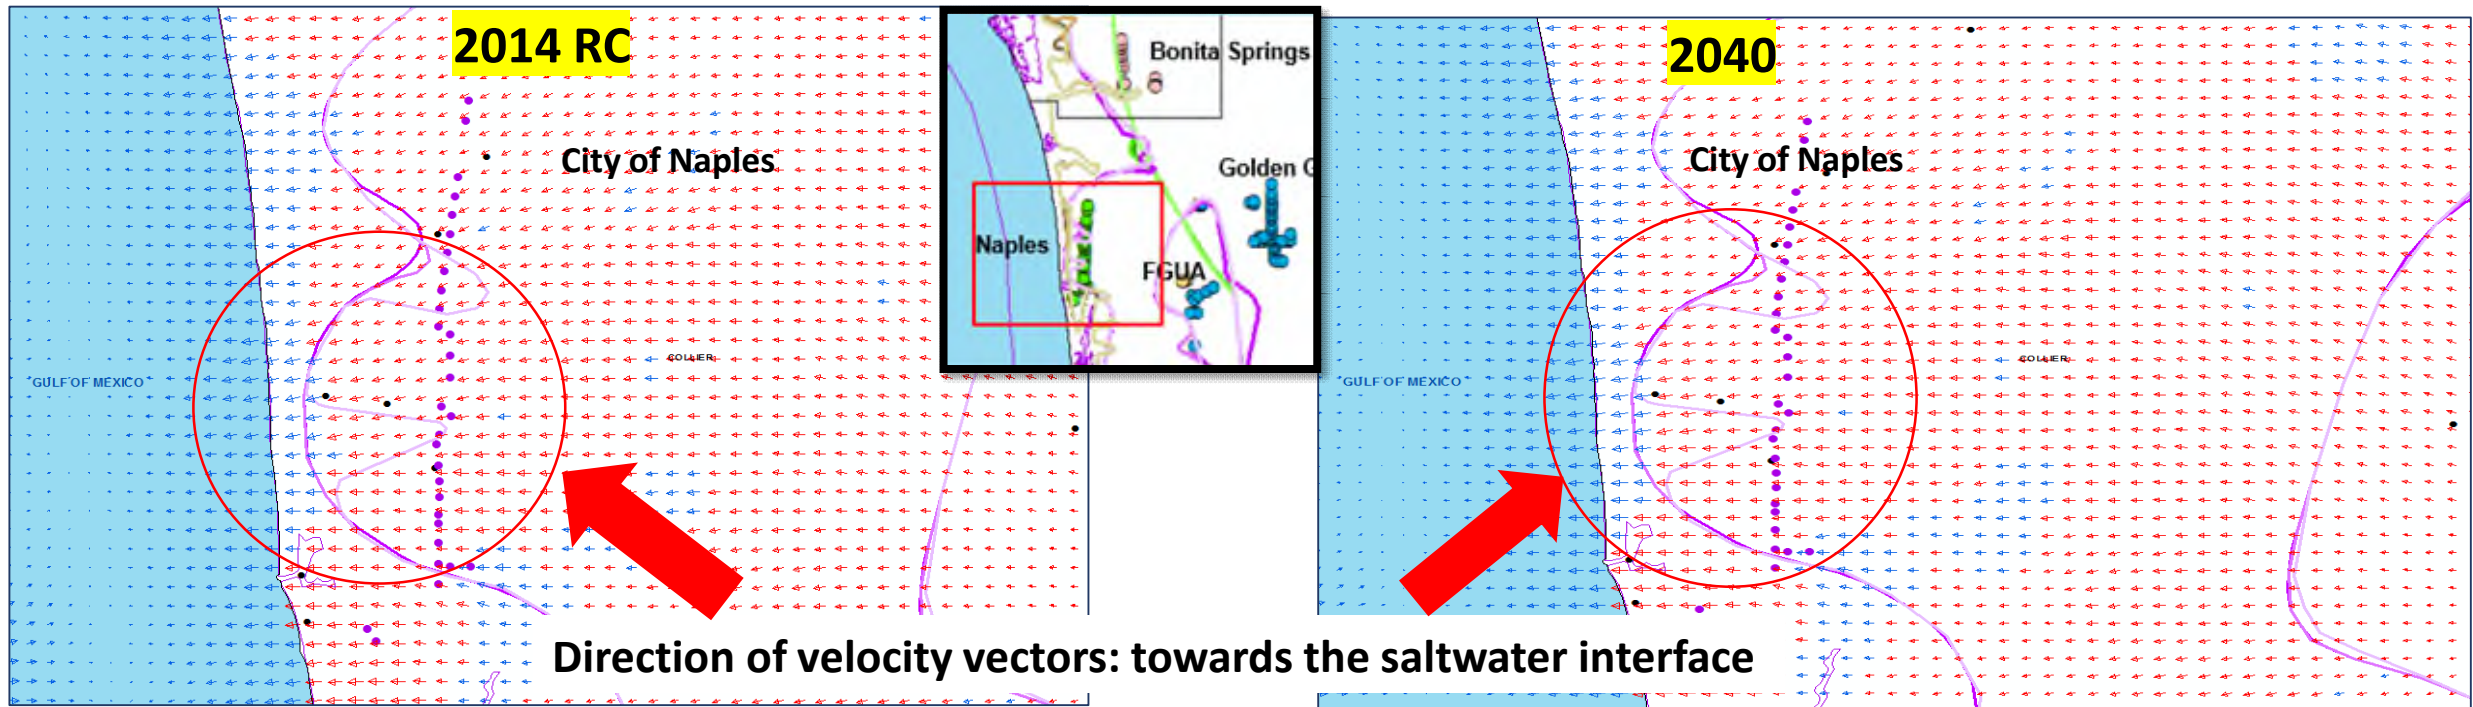 2014 RC
City of Naples
COLLIER
GULF OF MEXICO
Bonita Springs
Golden G
Naples
FGUA
2040
City of Naples
COLLIER
GULF OF MEXICO
Direction of velocity vectors: towards the saltwater interface